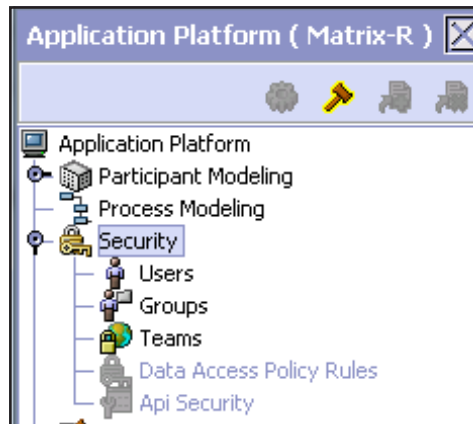 Application Platform ( Matrix-R )
Application Platform
Participant Modeling
Process Modeling
Security
Users
Groups
Teams
Data Access Policy Rules
Api Security